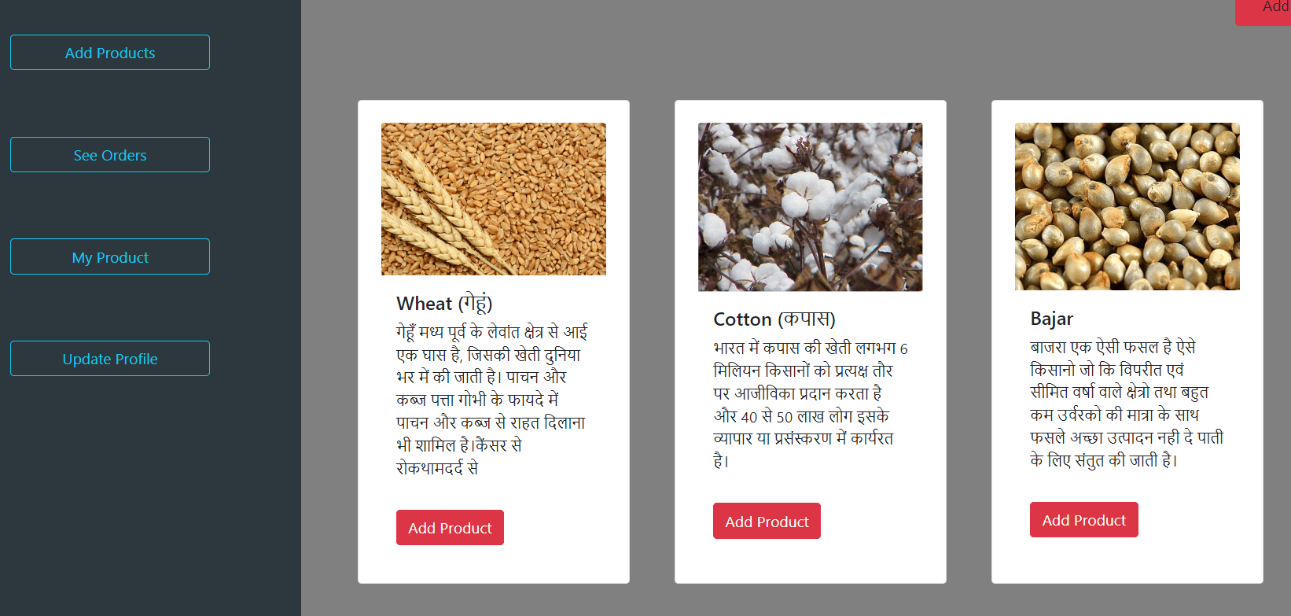 Add
Add Products
See Orders
My Product
Update Profile
Wheat (गेहूं)
गेहूँ मध्य पूर्व के लेवांत क्षेत्र से आई
एक घास है, जिसकी खेती दुनिया
भर में की जाती है। पाचन और
कब्ज पत्ता गोभी के फायदे में
पाचन और कब्ज से राहत दिलाना
भी शामिल है।कैंसर से
रोकथामदर्द से
Add Product
Cotton (कपास)
भारत में कपास की खेती लगभग 6
मिलियन किसानों को प्रत्यक्ष तौर
पर आजीविका प्रदान करता है
और 40 से 50 लाख लोग इसके
व्यापार या प्रसंस्करण में कार्यरत
है।
Add Product
Bajar
बाजरा एक ऐसी फसल है ऐसे
किसानो जो कि विपरीत एवं
सीमित वर्षा वाले क्षेत्रो तथा बहुत
कम उर्वरको की मात्रा के साथ
फसले अच्छा उत्पादन नही दे पाती
के लिए संतुत की जाती है।
Add Product